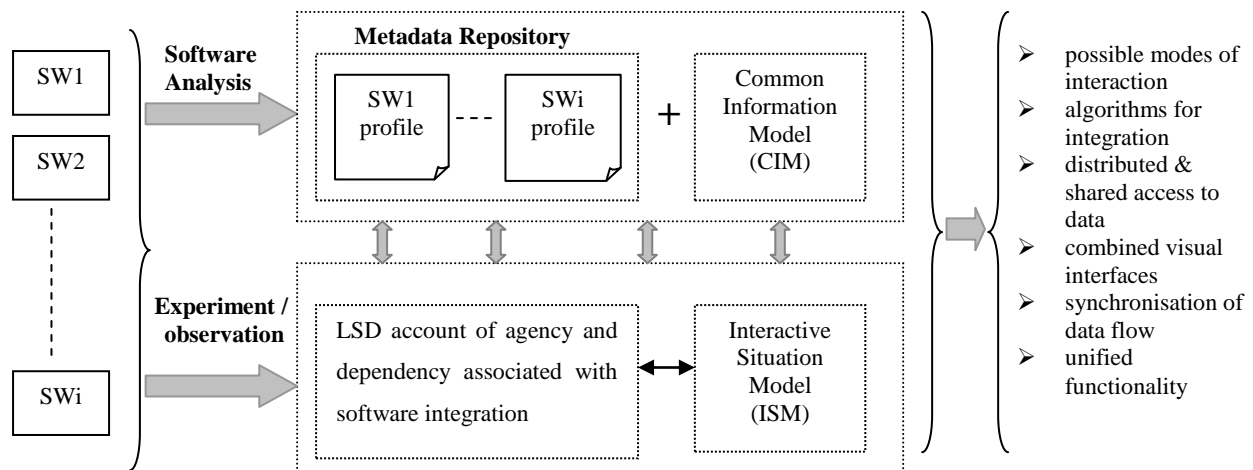 SW1
SW2
SWi
Software
Analysis
Experiment /
observation
Metadata Repository
SW1
profile
SWi
profile
+
Common
Information
Model
(CIM)
LSD account of agency and
dependency associated with
software integration
Interactive
Situation
Model
(ISM)
➢ possible modes of
interaction
➢ algorithms for
integration
➢ distributed &
shared access to
data
➢ combined visual
interfaces
➢ synchronisation of
data flow
➢ unified
functionality